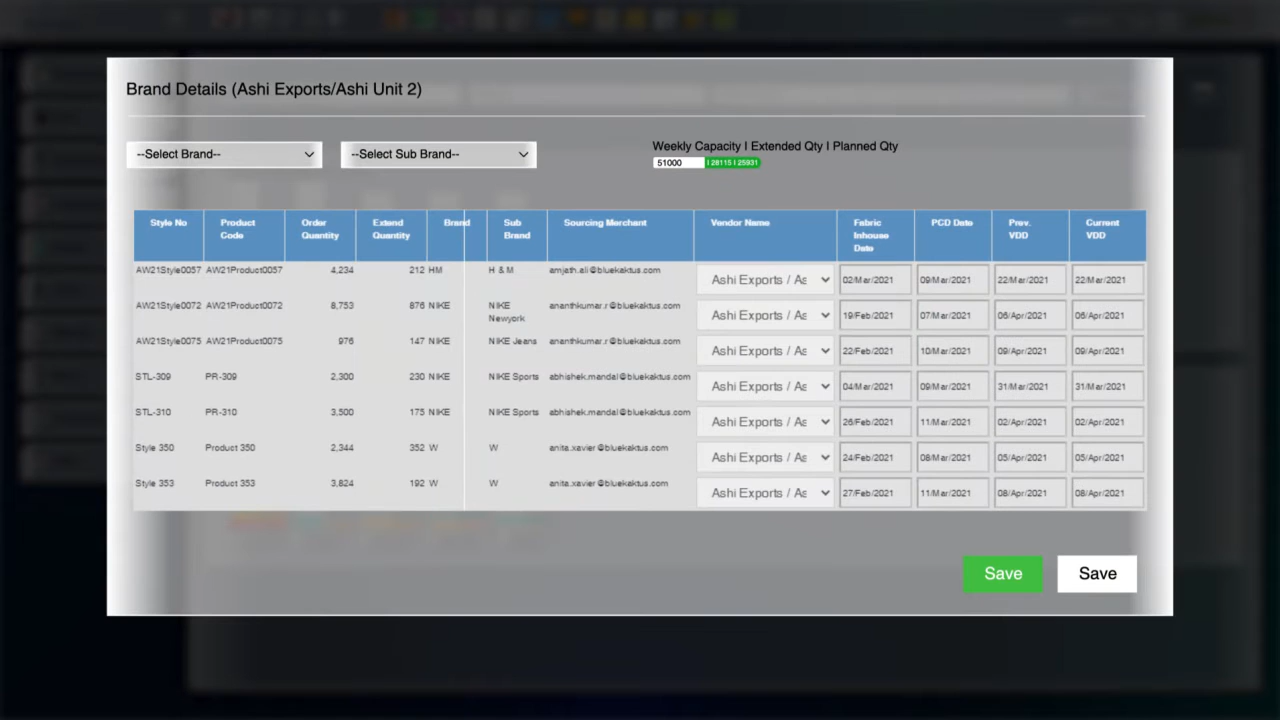 Brand Details (Ashi Exports/Ashi Unit 2)
--Select Brand-- --Select Sub Brand--
Weekly Capacity I Extended Qty I Planned Qty
51000 I 28115 I 25931
Style No Product Code Order Quantity Extend Quantity Brand Sub Brand Sourcing Merchant Vendor Name Fabric Inhouse Date PCD Date Prev. VDD Current VDD
AW21Style0057 AW21Product0057 4,234 212 HM H & M amjath.ali@bluekaktus.com Ashi Exports / As 02/Mar/2021 09/Mar/2021 22/Mar/2021 22/Mar/2021
AW21Style0072 AW21Product0072 8,753 876 NIKE NIKE Newyork ananthkumar.r@bluekaktus.com Ashi Exports / As 19/Feb/2021 07/Mar/2021 06/Apr/2021 06/Apr/2021
AW21Style0075 AW21Product0075 976 147 NIKE NIKE Jeans ananthkumar.r@bluekaktus.com Ashi Exports / As 22/Feb/2021 10/Mar/2021 09/Apr/2021 09/Apr/2021
STL-309 PR-309 2,300 230 NIKE NIKE Sports abhishek.mandal@bluekaktus.com Ashi Exports / As 04/Mar/2021 09/Mar/2021 31/Mar/2021 31/Mar/2021
STL-310 PR-310 3,500 175 NIKE NIKE Sports abhishek.mandal@bluekaktus.com Ashi Exports / As 26/Feb/2021 11/Mar/2021 02/Apr/2021 02/Apr/2021
Style 350 Product 350 2,344 352 W W anita.xavier@bluekaktus.com Ashi Exports / As 24/Feb/2021 08/Mar/2021 05/Apr/2021 05/Apr/2021
Style 353 Product 353 3,824 192 W W anita.xavier@bluekaktus.com Ashi Exports / As 27/Feb/2021 11/Mar/2021 08/Apr/2021 08/Apr/2021
Save Save